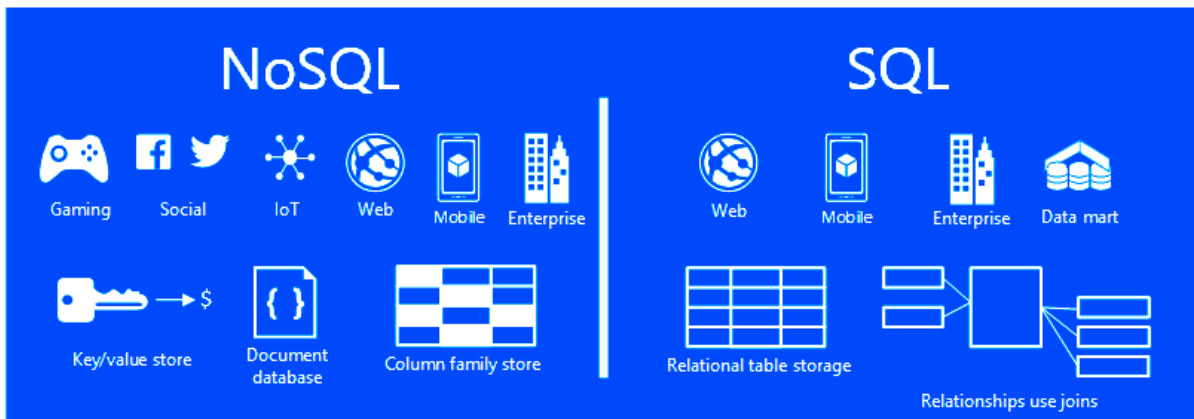 NoSQL
Gaming
Social
IoT
Web
Mobile
Enterprise
$
{ }
Key/value store
Document
database
Column family store
SQL
Web
Mobile
Enterprise
Data mart
Relational table storage
Relationships use joins